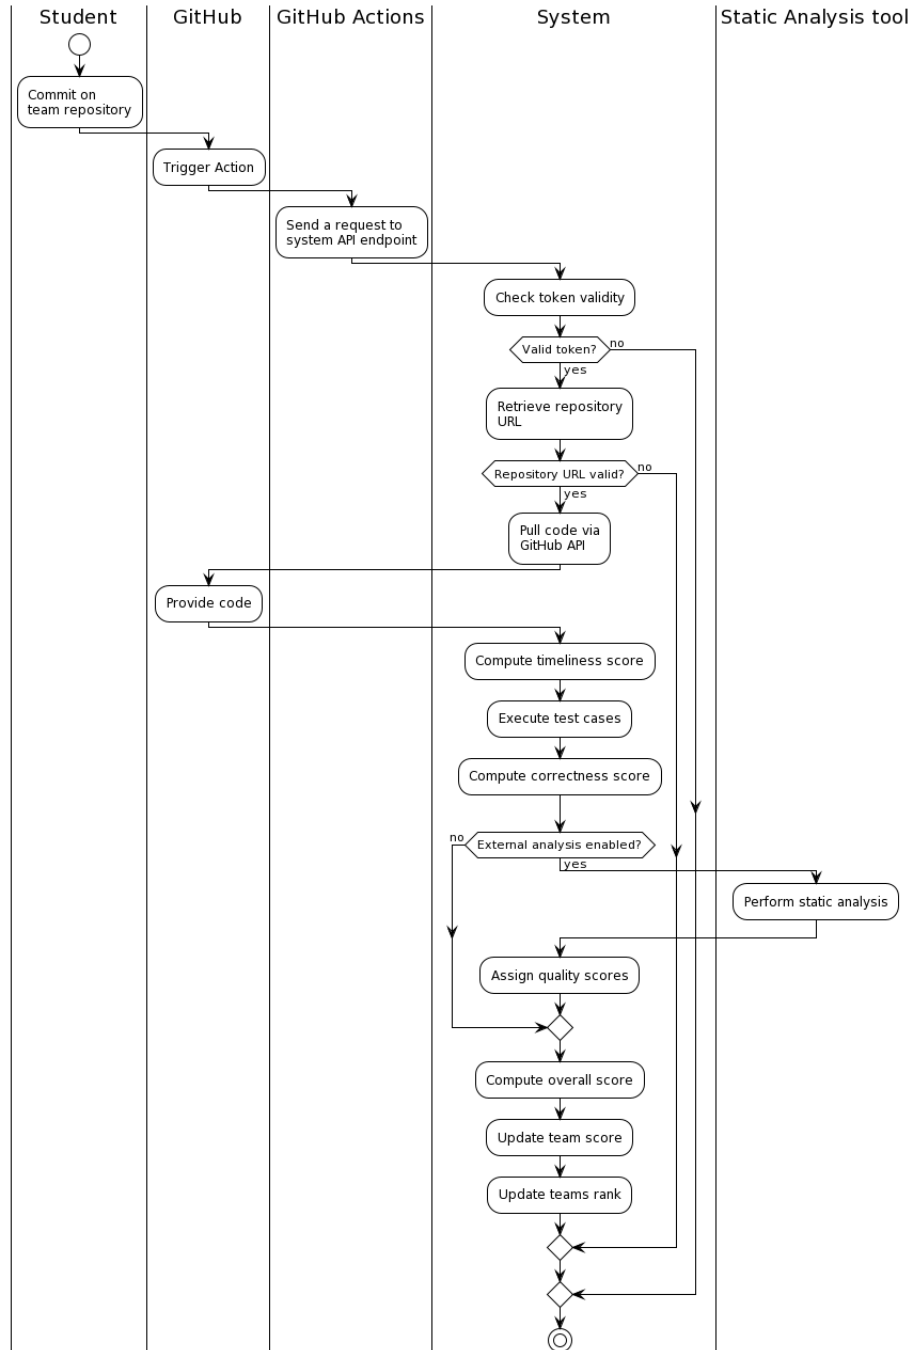 Student
GitHub
GitHub Actions
System
Static Analysis tool
Commit on
team repository
Trigger Action
Send a request to
system API endpoint
Check token validity
Valid token?
no
yes
Retrieve repository
URL
Repository URL valid?
no
yes
Pull code via
GitHub API
Provide code
Compute timeliness score
Execute test cases
Compute correctness score
no
External analysis enabled?
yes
Perform static analysis
Assign quality scores
Compute overall score
Update team score
Update teams rank